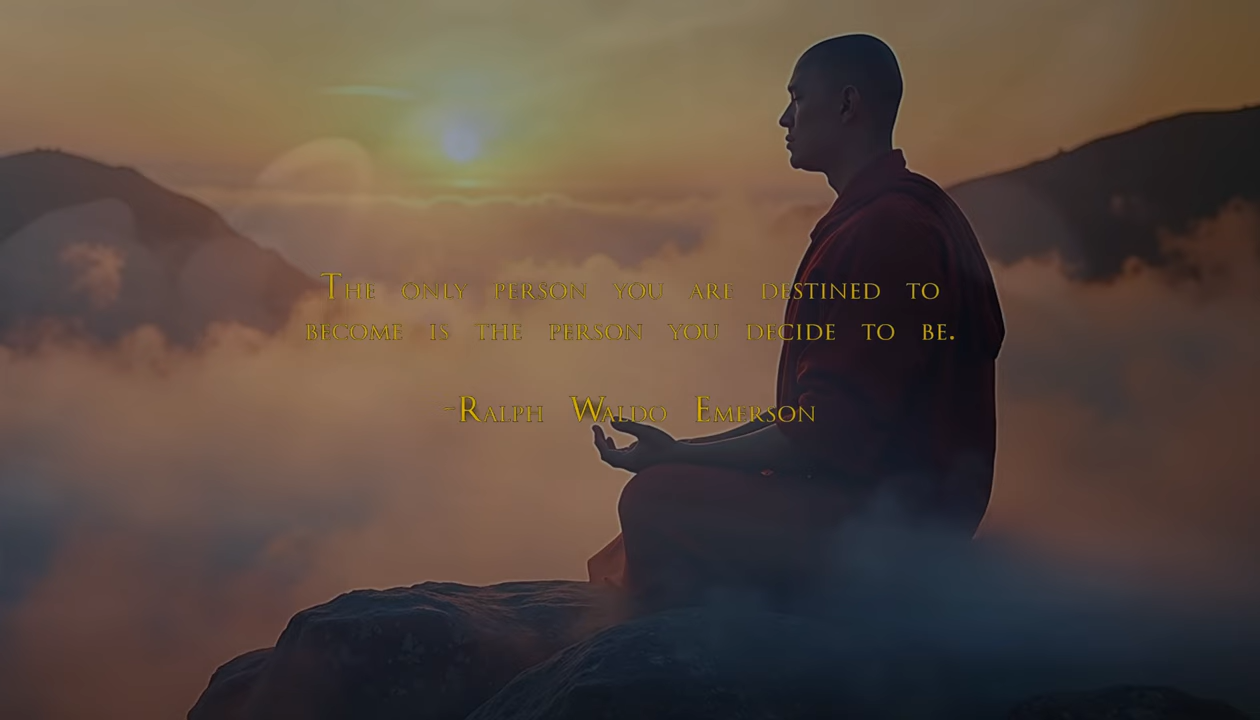 The only person you are destined to
become is the person you decide to be.
-Ralph Waldo Emerson